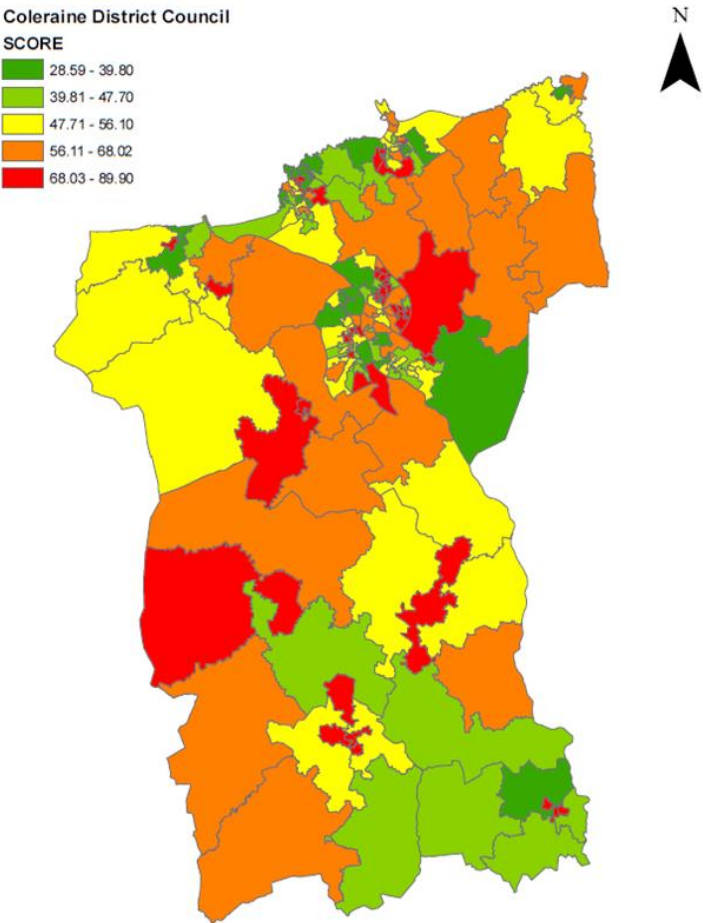 Coleraine District Council
SCORE
28.59 - 39.80
39.81 - 47.70
47.71 - 56.10
56.11 - 68.02
68.03 - 89.90
N